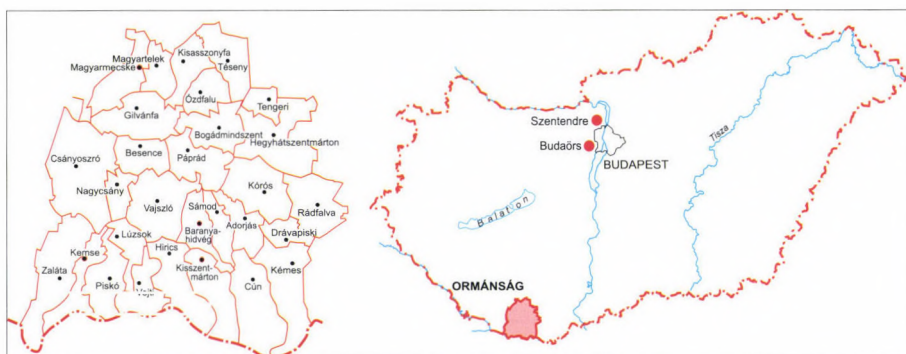 Magyartelek
Kisasszonyfa
Magyarmecske
Téseny
Ózdfalu
Tengeri
Gilvánfa
Bogádmindszent
Hegyhátszentmárton
Besence
Páprád
Csányoszró
Kórós
Nagycsány
Vajszló
Sámod
Rádfalva
Baranya-
hidvég
Adorjás
Lúzsok
Drávapiski
Hirics
Kemse
Kisszent-
márton
Kémes
Zaláta
Piskó
Vejti
Cún
Szentendre
Budaörs
BUDAPEST
Tisza
Balaton
ORMÁNSÁG